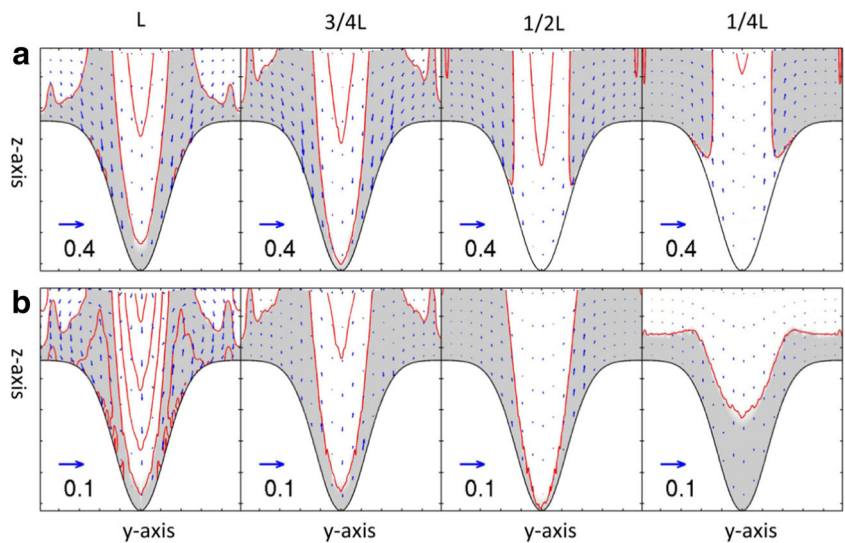 L 3/4L 1/2L 1/4L
a
z-axis
0.4 0.4 0.4 0.4
b
z-axis
0.1 0.1 0.1 0.1
y-axis y-axis y-axis y-axis